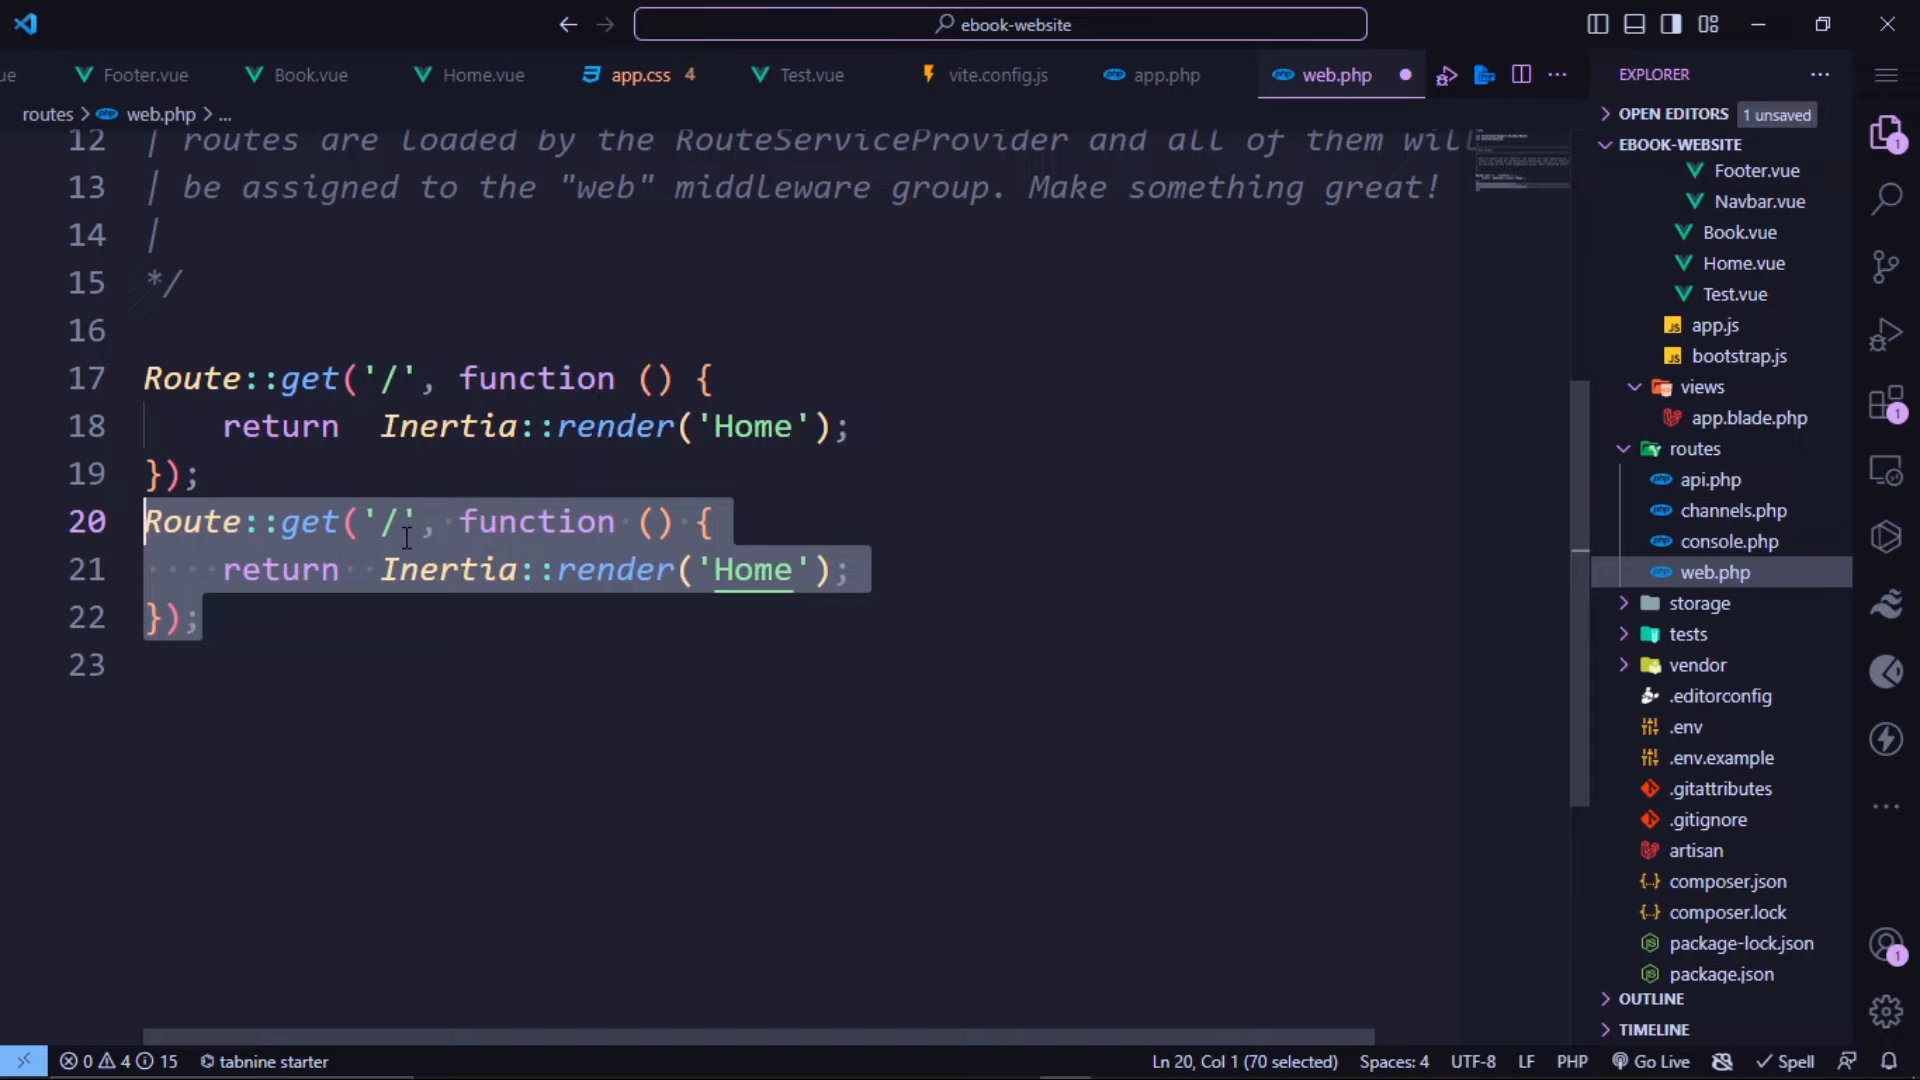 ebook-website
ue
Footer.vue
Book.vue
Home.vue
app.css 4
Test.vue
vite.config.js
app.php
web.php
routes > web.php > ...
12 | routes are loaded by the RouteServiceProvider and all of them will
13 | be assigned to the "web" middleware group. Make something great!
14 |
15 */
16
17 Route::get('/', function () {
18 return  Inertia::render('Home');
19 });
20 Route::get('/', function () {
21 return  Inertia::render('Home');
22 });
23
EXPLORER
OPEN EDITORS 1 unsaved
EBOOK-WEBSITE
Footer.vue
Navbar.vue
Book.vue
Home.vue
Test.vue
app.js
bootstrap.js
views
app.blade.php
routes
api.php
channels.php
console.php
web.php
storage
tests
vendor
.editorconfig
.env
.env.example
.gitattributes
.gitignore
artisan
composer.json
composer.lock
package-lock.json
package.json
OUTLINE
TIMELINE
1
1
1
0 4 15 tabnine starter
Ln 20, Col 1 (70 selected) Spaces: 4 UTF-8 LF PHP Go Live Spell